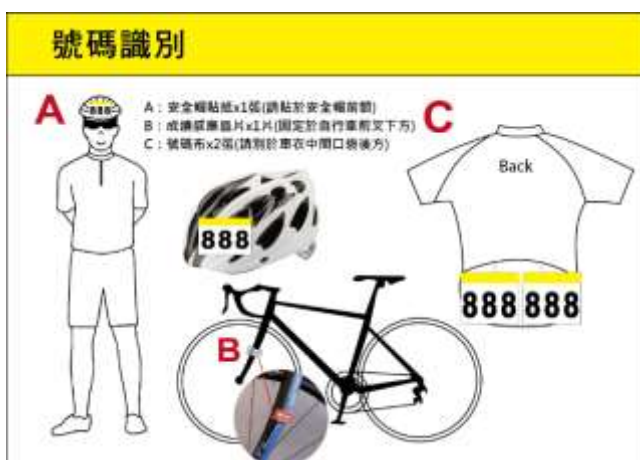 號碼識別
A
A：安全帽貼紙x1張(請貼於安全帽前額)
B：成績感應晶片x1片(固定於自行車前叉下方)
C：號碼布x2張(請別於車衣中間口袋後方)
C
888
Back
888
888 888
B